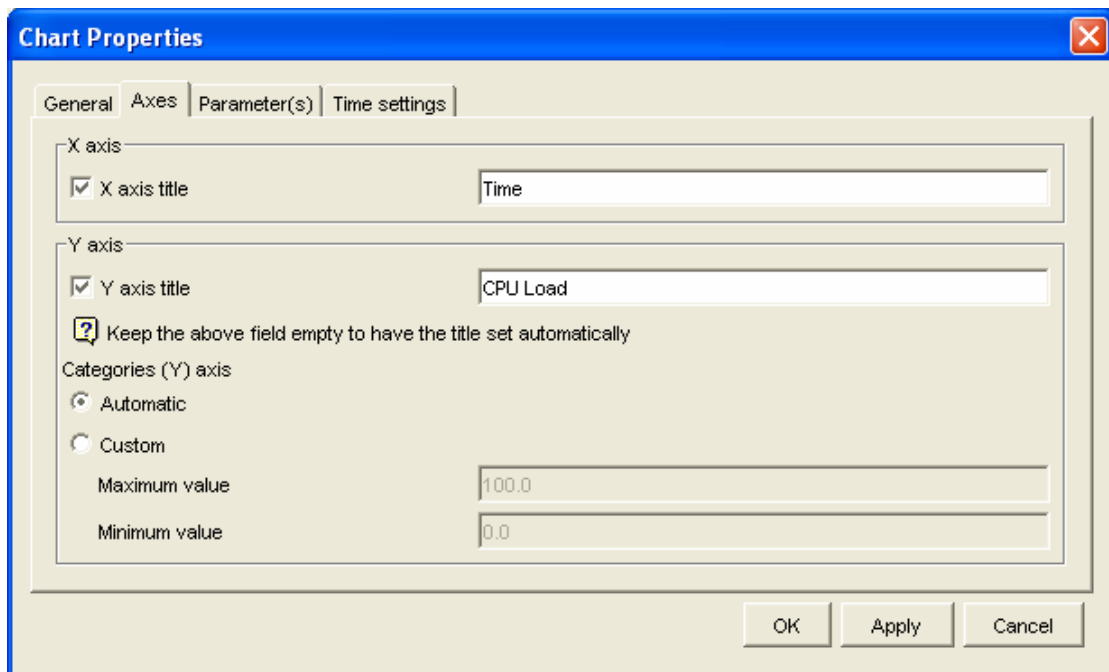 Chart Properties
General Axes Parameter(s) Time settings
X axis
X axis title Time
Y axis
Y axis title CPU Load
Keep the above field empty to have the title set automatically
Categories (Y) axis
Automatic
Custom
Maximum value 100.0
Minimum value 0.0
OK Apply Cancel